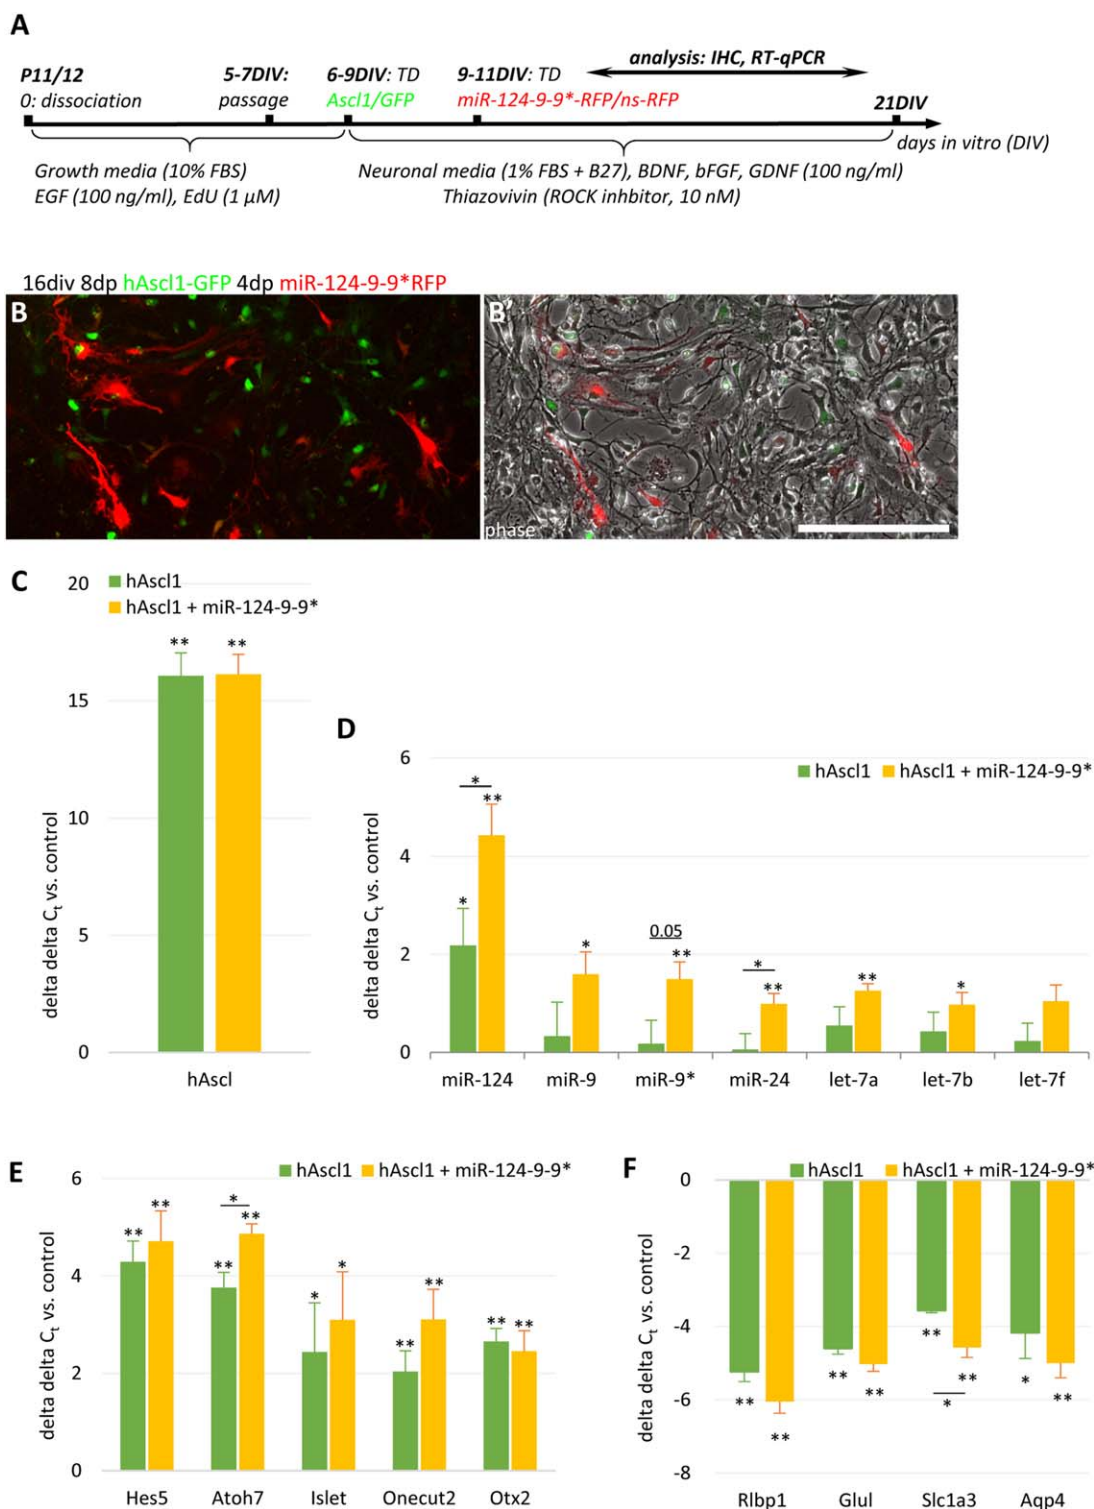 A
P11/12
0: dissociation
5-7DIV:
passage
6-9DIV: TD
Ascl1/GFP
9-11DIV: TD
miR-124-9-9*-RFP/ns-RFP
analysis: IHC, RT-qPCR
21DIV
days in vitro (DIV)
Growth media (10% FBS)
EGF (100 ng/ml), EdU (1 µM)
Neuronal media (1% FBS + B27), BDNF, bFGF, GDNF (100 ng/ml)
Thiazovivin (ROCK inhbitor, 10 nM)
16div 8dp hAscl1-GFP 4dp miR-124-9-9*RFP
B
B'
phase
C
hAscl1
hAscl1 + miR-124-9-9*
delta delta Ct vs. control
20
15
10
5
0
** **
hAscl
D
hAscl1 hAscl1 + miR-124-9-9*
delta delta Ct vs. control
6
4
2
0
*
* **
*
0.05
**
*
**
**
*
miR-124 miR-9 miR-9* miR-24 let-7a let-7b let-7f
E
hAscl1 hAscl1 + miR-124-9-9*
delta delta Ct vs. control
6
4
2
0
** **
*
** **
* *
** **
** **
Hes5 Atoh7 Islet Onecut2 Otx2
F
hAscl1 hAscl1 + miR-124-9-9*
delta delta Ct vs. control
0
-2
-4
-6
-8
** **
** **
** **
*
* **
Rlbp1 Glul Slc1a3 Aqp4